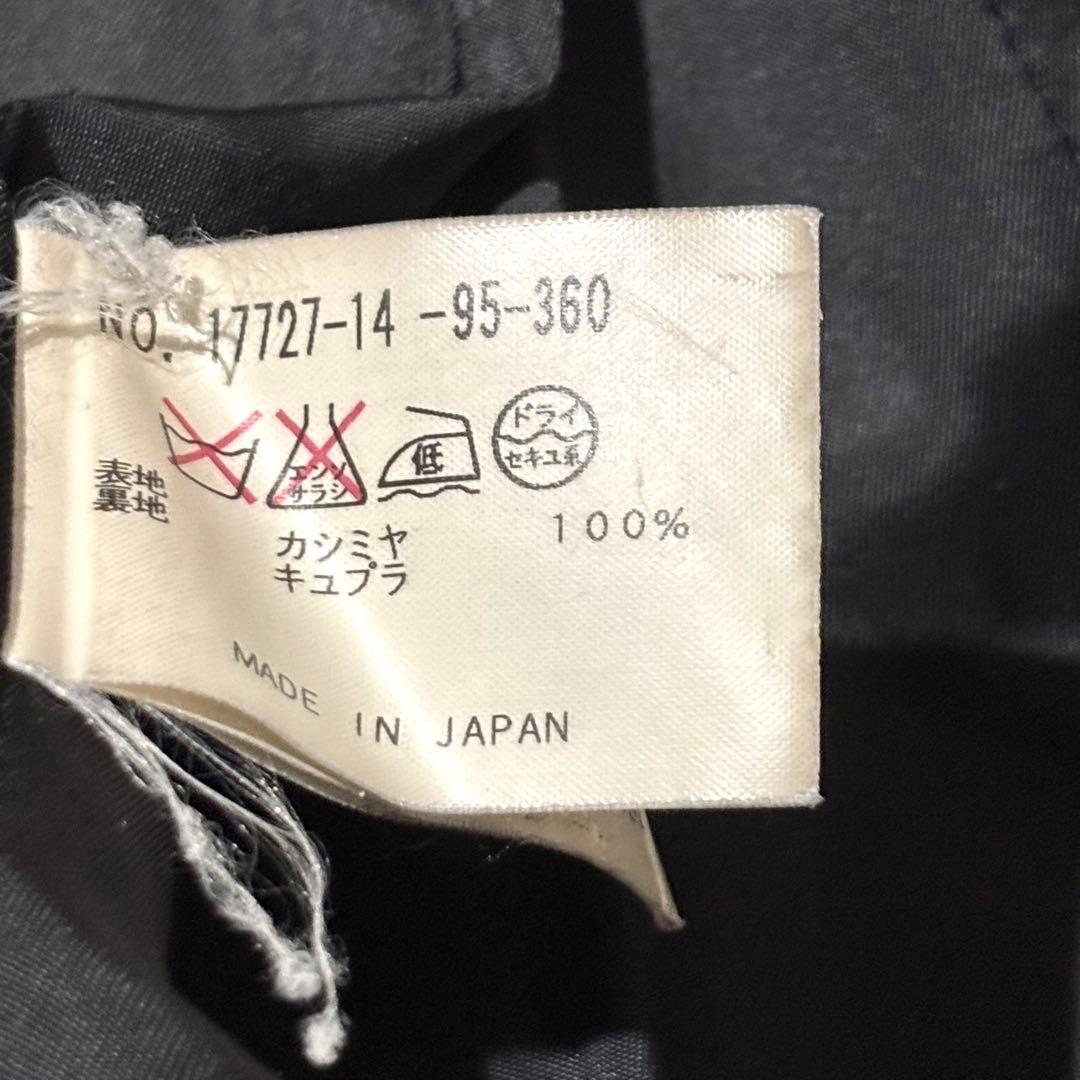 NO. 17727-14 -95-360
エンソ
サラシ
低
ドライ
セキユ系
表地 カシミヤ 100%
裏地 キュプラ
MADE IN JAPAN